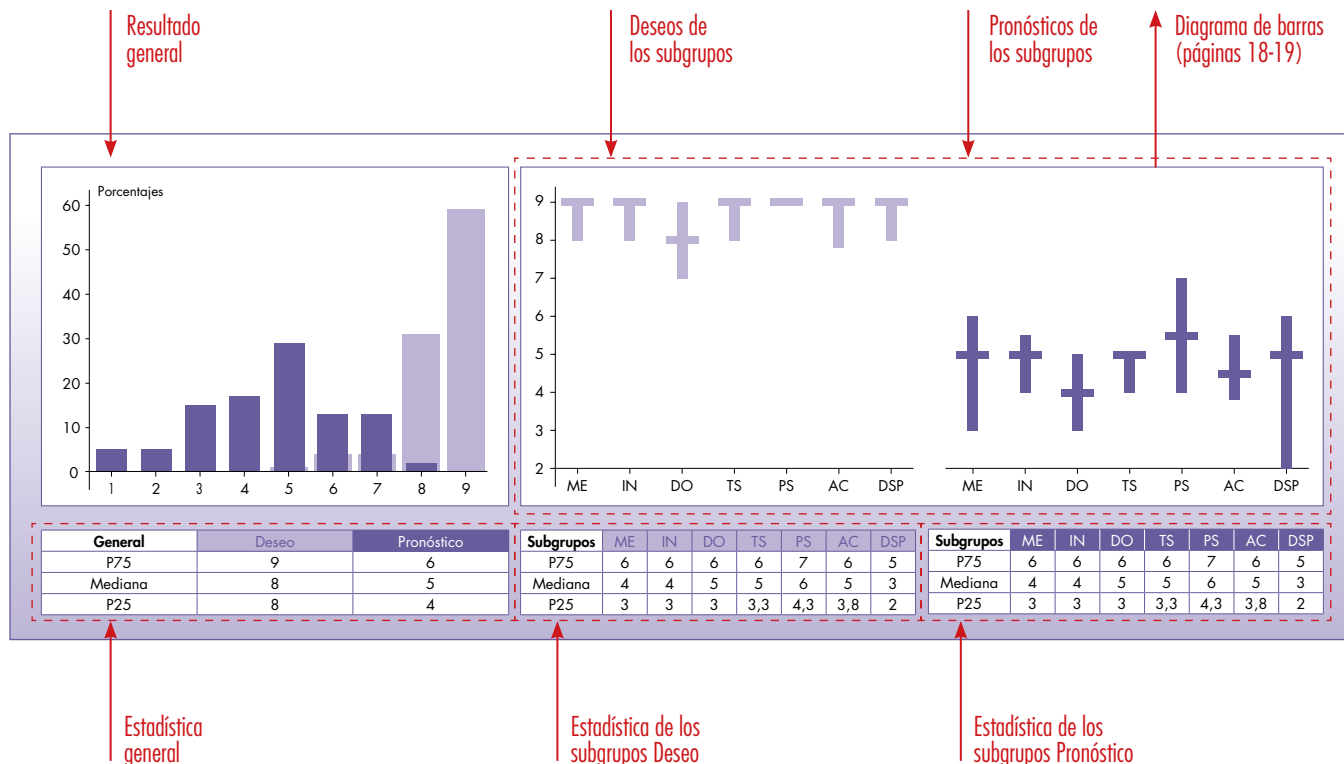 Resultado
general
Deseos de
los subgrupos
Pronósticos de
los subgrupos
Diagrama de barras
(páginas 18-19)
Porcentajes
60
50
40
30
20
10
0
1 2 3 4 5 6 7 8 9
9
8
7
6
5
4
3
2
ME IN DO TS PS AC DSP
ME IN DO TS PS AC DSP
General Deseo Pronóstico
P75 9 6
Mediana 8 5
P25 8 4
Subgrupos ME IN DO TS PS AC DSP
P75 6 6 6 6 7 6 5
Mediana 4 4 5 5 6 5 3
P25 3 3 3 3,3 4,3 3,8 2
Subgrupos ME IN DO TS PS AC DSP
P75 6 6 6 6 7 6 5
Mediana 4 4 5 5 6 5 3
P25 3 3 3 3,3 4,3 3,8 2
Estadística
general
Estadística de los
subgrupos Deseo
Estadística de los
subgrupos Pronóstico